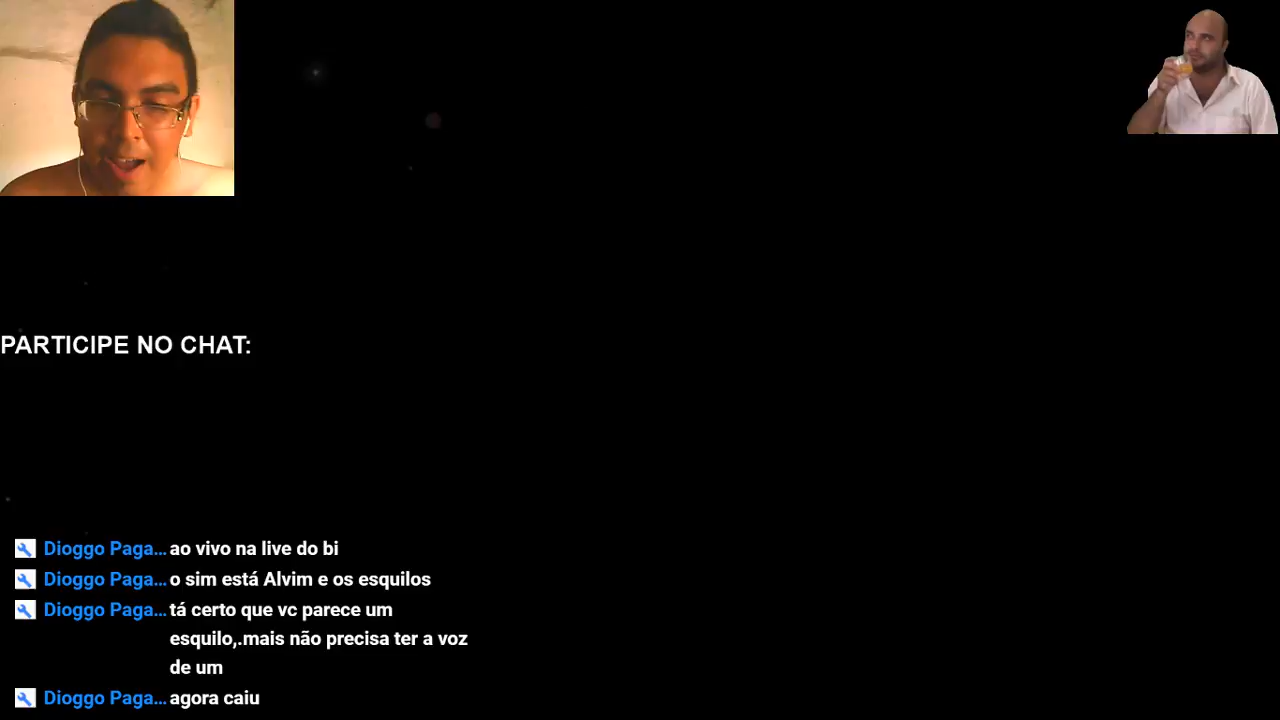 PARTICIPE NO CHAT:
Dioggo Paga... ao vivo na live do bi
Dioggo Paga... o sim está Alvim e os esquilos
Dioggo Paga... tá certo que vc parece um
esquilo,.mais não precisa ter a voz
de um
Dioggo Paga... agora caiu